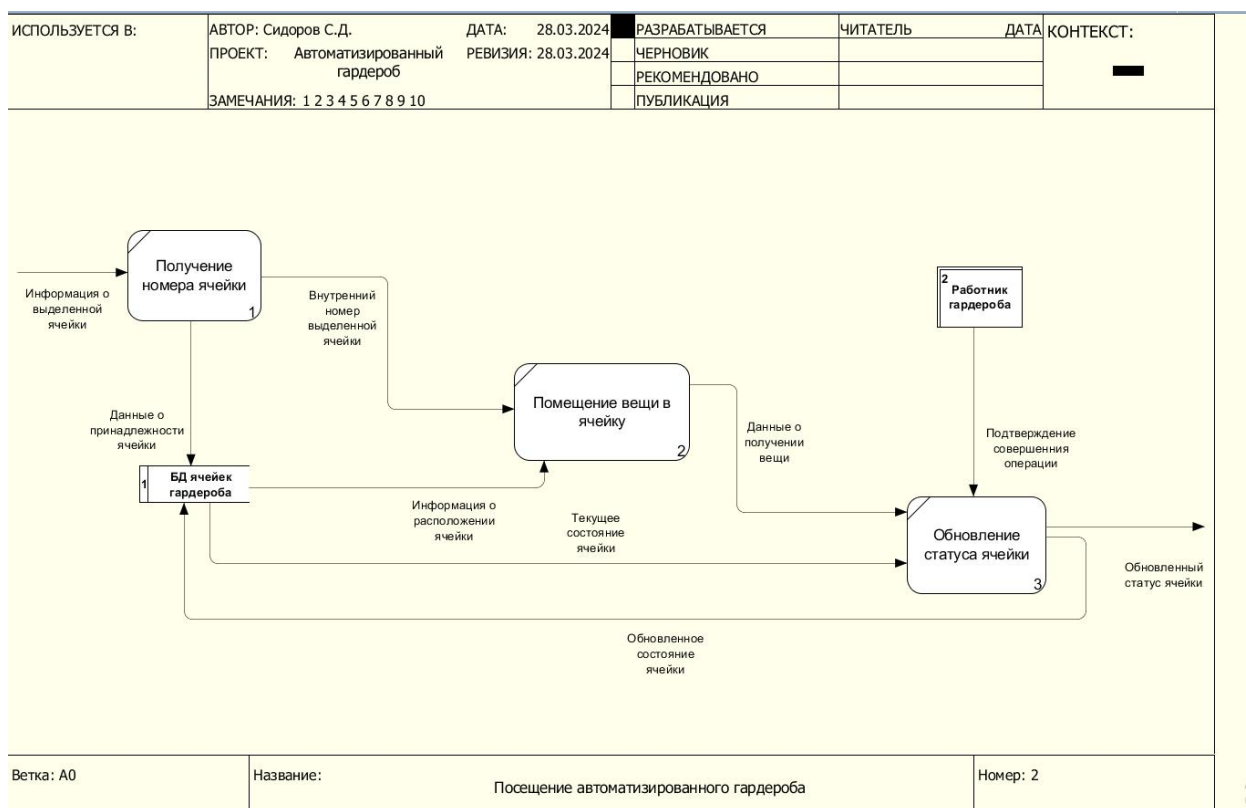 ИСПОЛЬЗУЕТСЯ В:
АВТОР: Сидоров С.Д.
ДАТА: 28.03.2024
ПРОЕКТ: Автоматизированный
гардероб
РЕВИЗИЯ: 28.03.2024
ЗАМЕЧАНИЯ: 1 2 3 4 5 6 7 8 9 10
РАЗРАБАТЫВАЕТСЯ
ЧЕРНОВИК
РЕКОМЕНДОВАНО
ПУБЛИКАЦИЯ
ЧИТАТЕЛЬ ДАТА
КОНТЕКСТ:
Получение
номера ячейки
1
Информация о
выделенной
ячейки
Внутренний
номер
выделенной
ячейки
2
Работник
гардероба
Помещение вещи в
ячейку
2
Данные о
принадлежности
ячейки
Данные о
получении
вещи
Подтверждение
совершенния
операции
1
БД ячеек
гардероба
Информация о
расположении
ячейки
Текущее
состояние
ячейки
Обновление
статуса ячейки
3
Обновленный
статус ячейки
Обновленное
состояние
ячейки
Ветка: A0
Название:
Посещение автоматизированного гардероба
Номер: 2